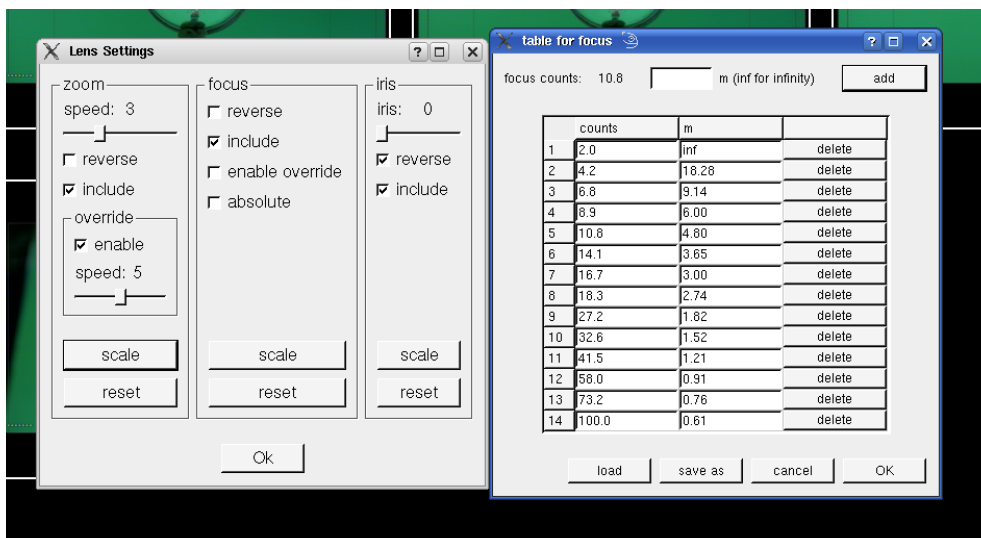 Lens Settings
zoom
speed: 3
reverse
include
override
enable
speed: 5
scale
reset
focus
reverse
include
enable override
absolute
scale
reset
iris
iris: 0
reverse
include
scale
reset
Ok
table for focus
focus counts: 10.8 m (inf for infinity) add
counts m
1 2.0 inf delete
2 4.2 18.28 delete
3 6.8 9.14 delete
4 8.9 6.00 delete
5 10.8 4.80 delete
6 14.1 3.65 delete
7 16.7 3.00 delete
8 18.3 2.74 delete
9 27.2 1.82 delete
10 32.6 1.52 delete
11 41.5 1.21 delete
12 58.0 0.91 delete
13 73.2 0.76 delete
14 100.0 0.61 delete
load save as cancel OK